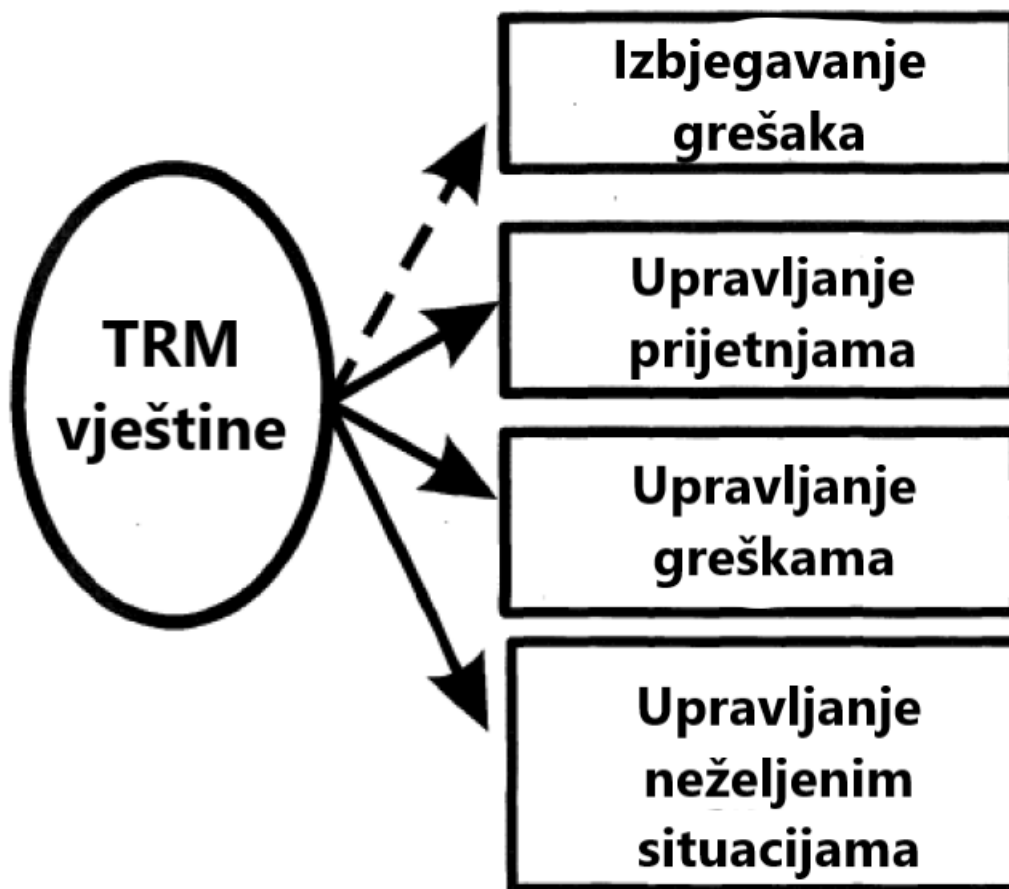 TRM
vještine
Izbjegavanje
grešaka
Upravljanje
prijetnjama
Upravljanje
greškama
Upravljanje
neželjenim
situacijama